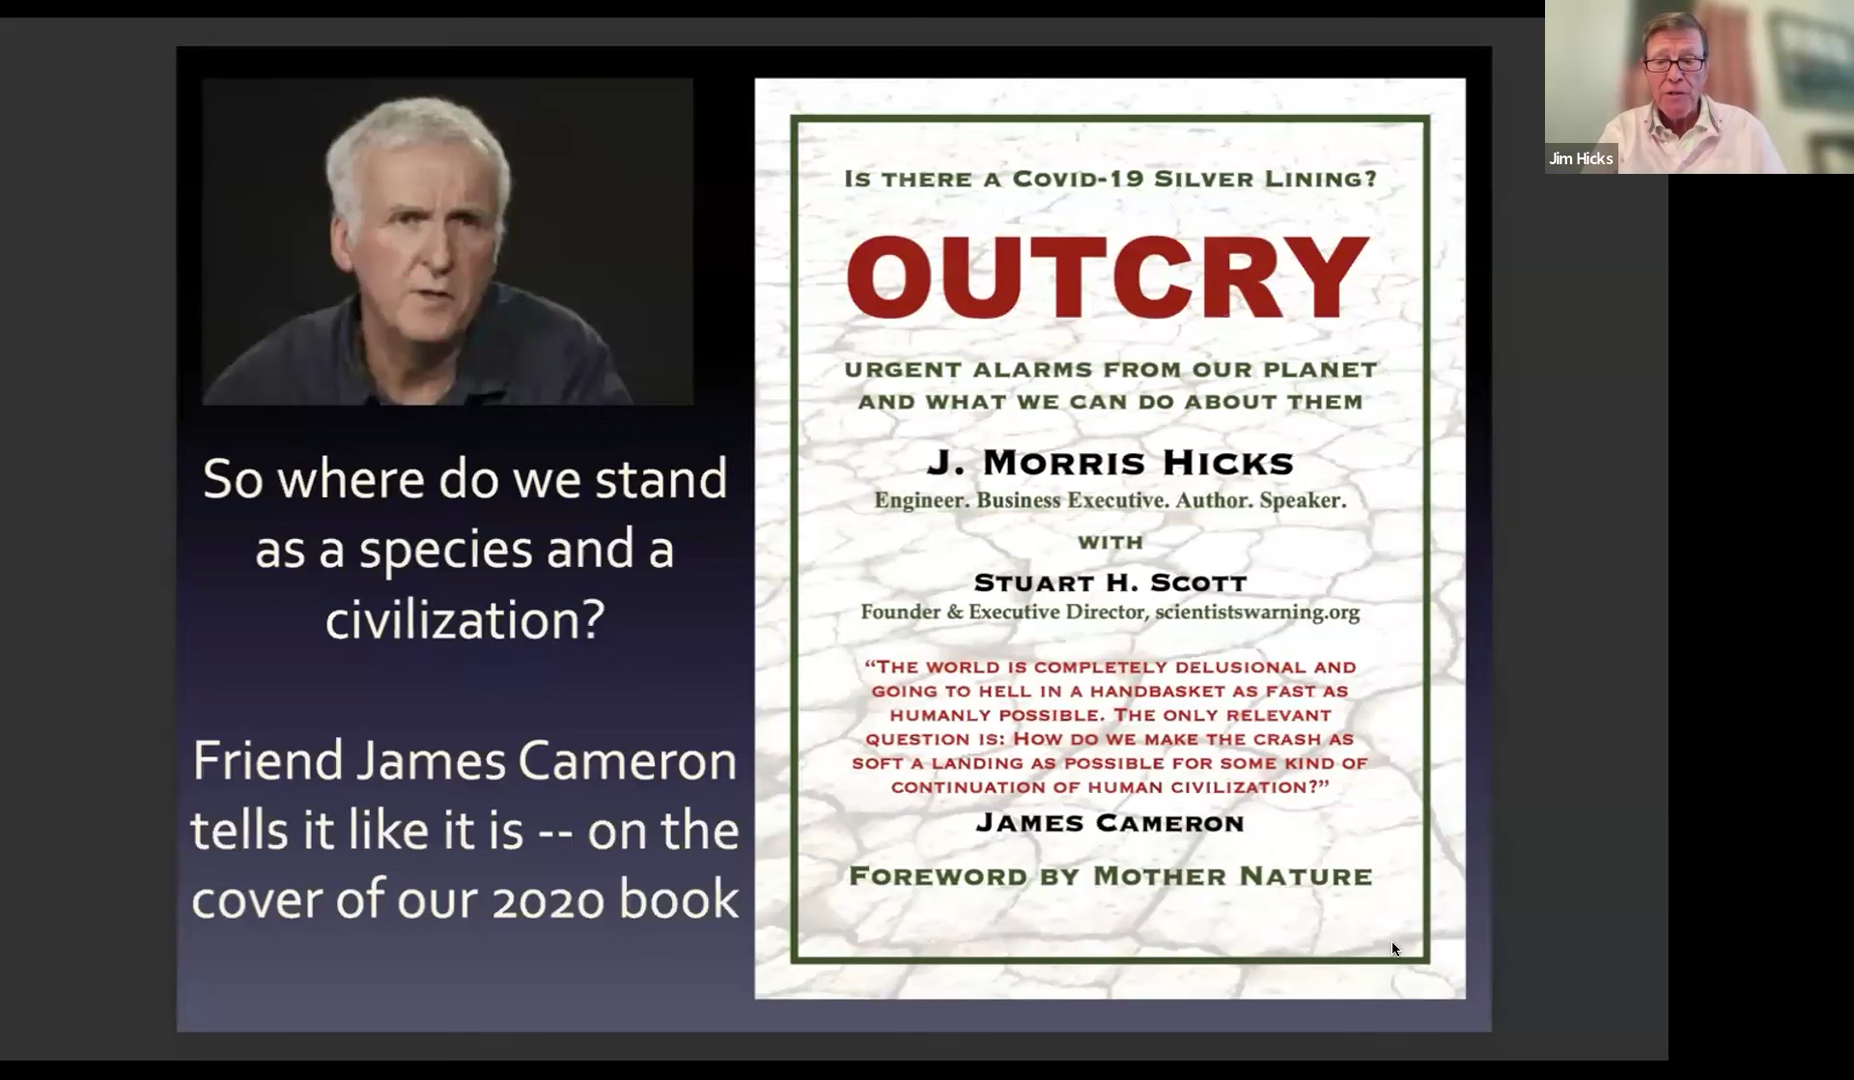 So where do we stand
as a species and a
civilization?
Friend James Cameron
tells it like it is -- on the
cover of our 2020 book
IS THERE A COVID-19 SILVER LINING?
OUTCRY
URGENT ALARMS FROM OUR PLANET
AND WHAT WE CAN DO ABOUT THEM
J. MORRIS HICKS
Engineer. Business Executive. Author. Speaker.
WITH
STUART H. SCOTT
Founder & Executive Director, scientistswarning.org
“THE WORLD IS COMPLETELY DELUSIONAL AND
GOING TO HELL IN A HANDBASKET AS FAST AS
HUMANLY POSSIBLE. THE ONLY RELEVANT
QUESTION IS: HOW DO WE MAKE THE CRASH AS
SOFT A LANDING AS POSSIBLE FOR SOME KIND OF
CONTINUATION OF HUMAN CIVILIZATION?”
JAMES CAMERON
FOREWORD BY MOTHER NATURE
Jim Hicks